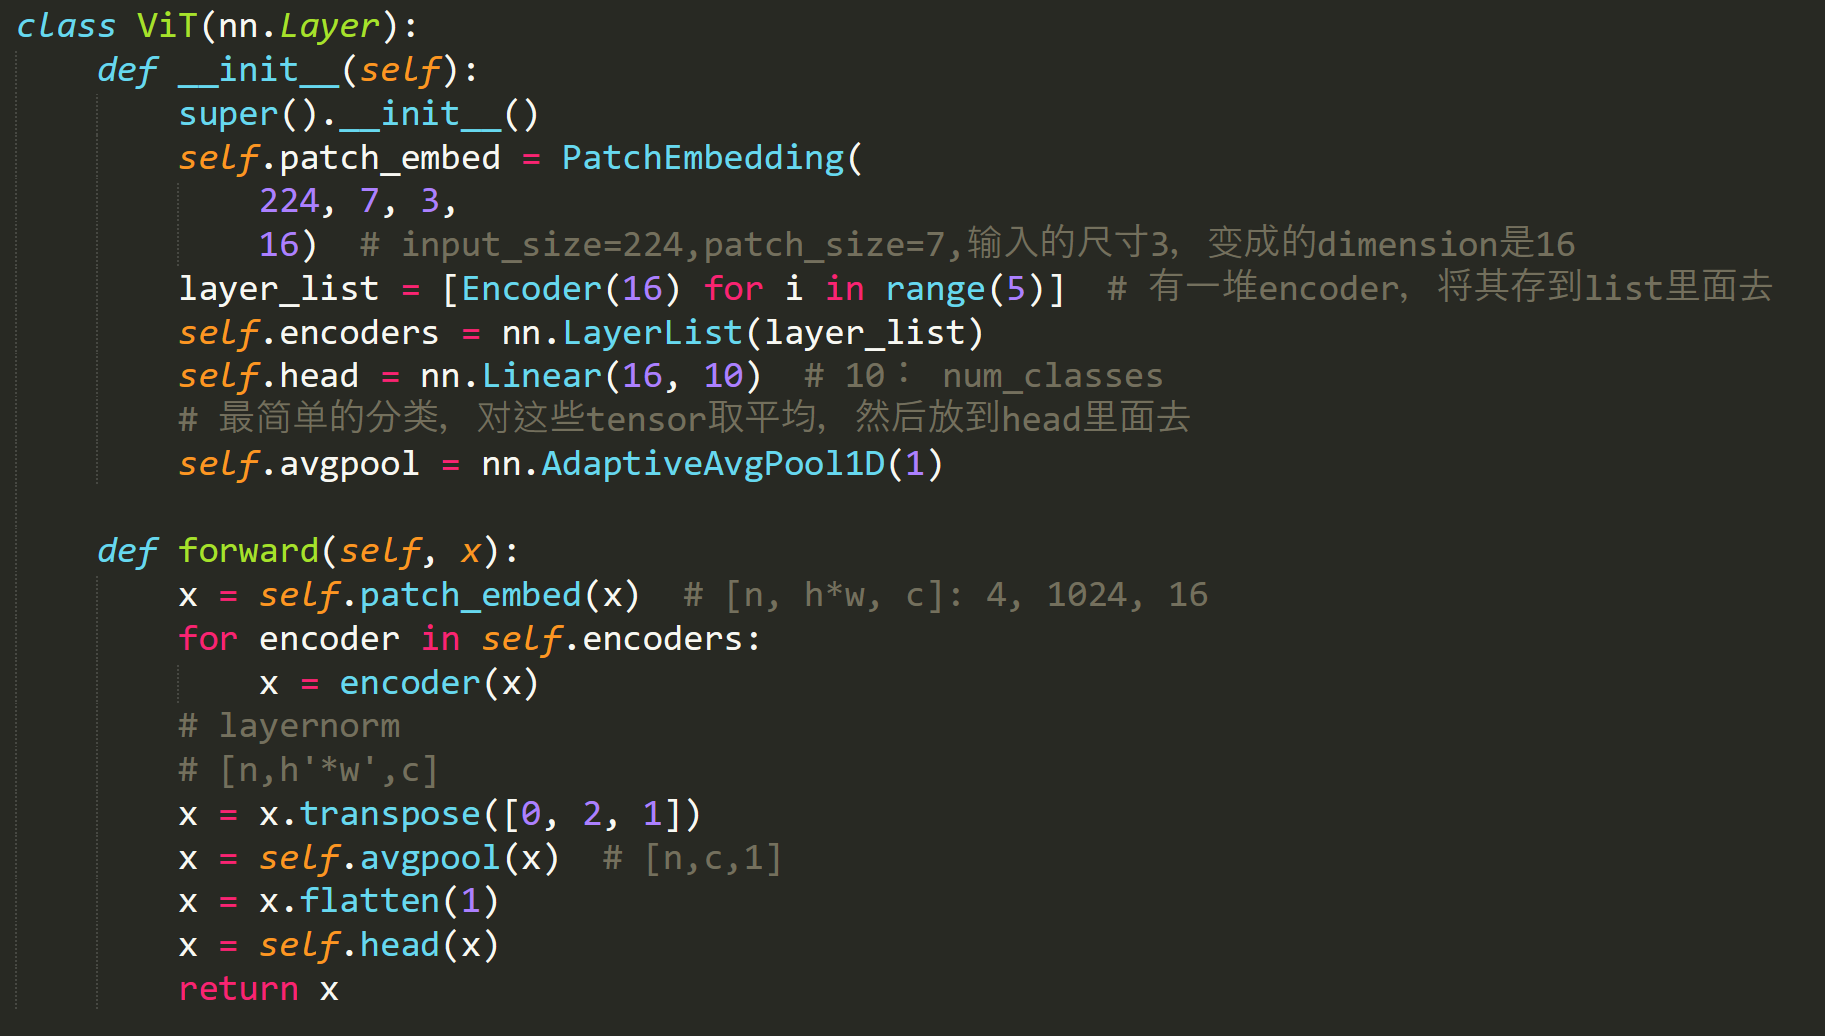 class ViT(nn.Layer):
    def __init__(self):
        super().__init__()
        self.patch_embed = PatchEmbedding(
            224, 7, 3,
            16)  # input_size=224,patch_size=7,输入的尺寸3，变成的dimension是16
        layer_list = [Encoder(16) for i in range(5)]  # 有一堆encoder，将其存到list里面去
        self.encoders = nn.LayerList(layer_list)
        self.head = nn.Linear(16, 10)  # 10： num_classes
        # 最简单的分类，对这些tensor取平均，然后放到head里面去
        self.avgpool = nn.AdaptiveAvgPool1D(1)

    def forward(self, x):
        x = self.patch_embed(x)  # [n, h*w, c]: 4, 1024, 16
        for encoder in self.encoders:
            x = encoder(x)
        # layernorm
        # [n,h'*w',c]
        x = x.transpose([0, 2, 1])
        x = self.avgpool(x)  # [n,c,1]
        x = x.flatten(1)
        x = self.head(x)
        return x